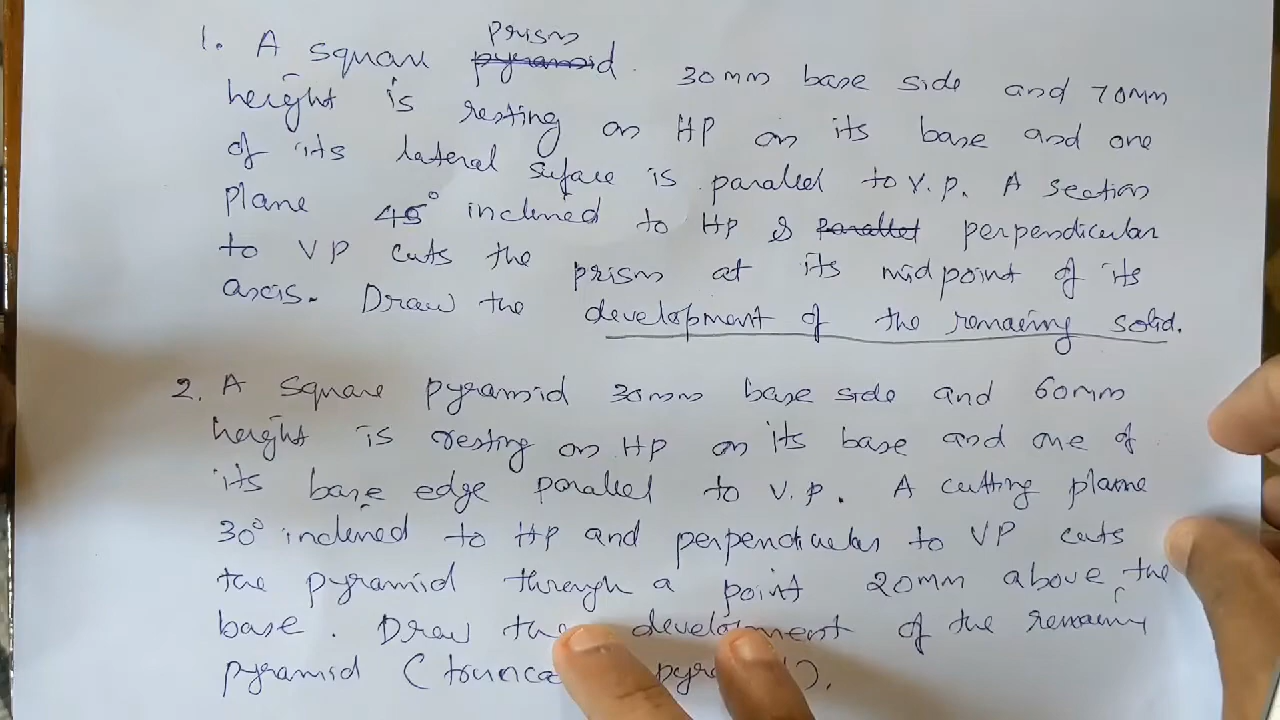 prism
1. A square pyramid. 30mm base side and 70mm
height is resting on HP on its base and one
of its lateral suface is parallel to V.P. A section
plane 45° inclined to HP & parallel perpendicular
to VP cuts the prism at its midpoint of its
axis. Draw the development of the remaining solid.
2. A square pyramid 30mm base side and 60mm
height is resting on HP on its base and one of
its base edge parallel to V.P. A cutting plane
30° inclined to HP and perpendicular to VP cuts
the pyramid through a point 20mm above the
base. Draw the development of the remaining
pyramid (